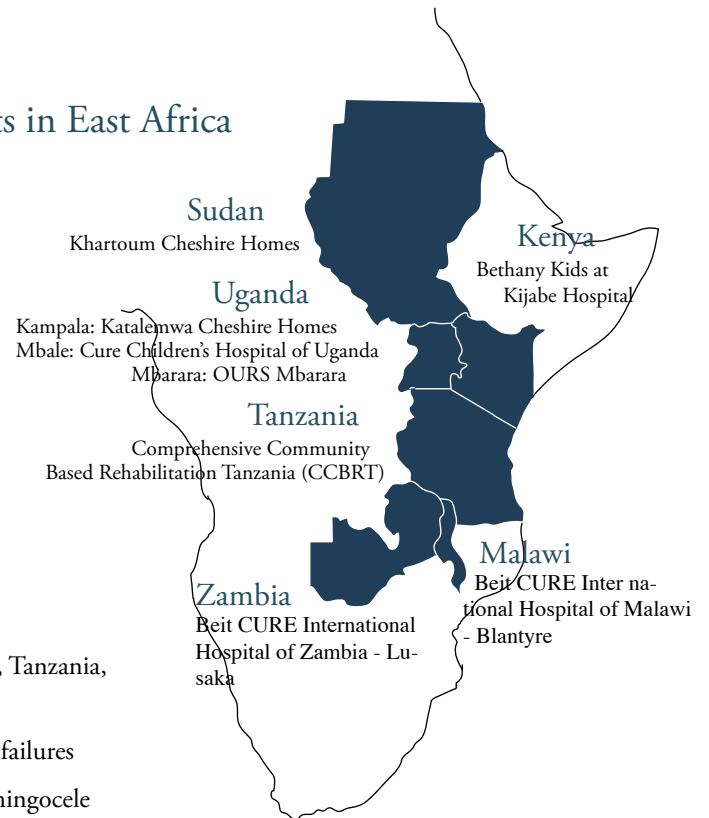 ts in East Africa
Sudan
Khartoum Cheshire Homes
Kenya
Bethany Kids at
Kijabe Hospital
Uganda
Kampala: Katalemwa Cheshire Homes
Mbale: Cure Children’s Hospital of Uganda
Mbarara: OURS Mbarara
Tanzania
Comprehensive Community
Based Rehabilitation Tanzania (CCBRT)
Malawi
Beit CURE Inter na-
tional Hospital of Malawi
- Blantyre
Zambia
Beit CURE International
Hospital of Zambia - Lu-
saka
, Tanzania,
failures
ningocele